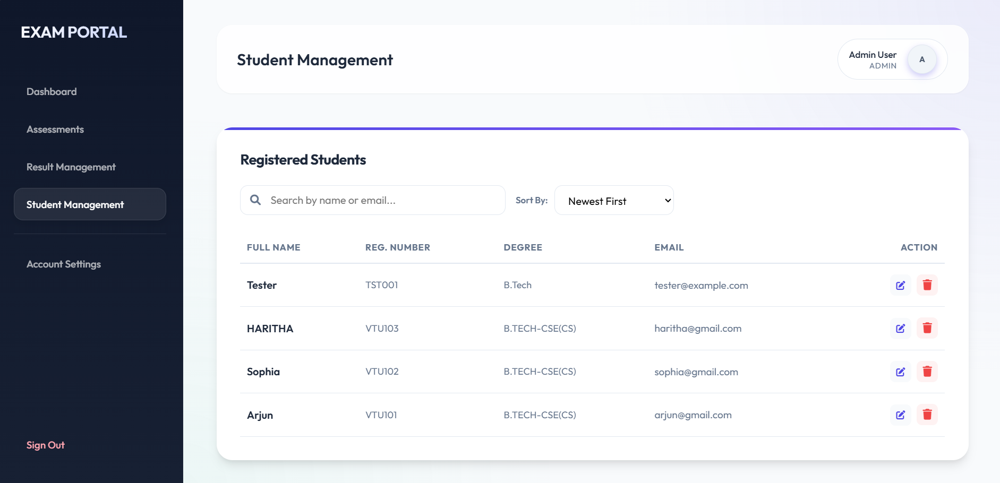 EXAM PORTAL
Dashboard
Assessments
Result Management
Student Management
Account Settings
Sign Out
Student Management
Admin User
ADMIN
A
Registered Students
Search by name or email...
Sort By:
Newest First
FULL NAME REG. NUMBER DEGREE EMAIL ACTION
Tester TST001 B.Tech tester@example.com
HARITHA VTU103 B.TECH-CSE(CS) haritha@gmail.com
Sophia VTU102 B.TECH-CSE(CS) sophia@gmail.com
Arjun VTU101 B.TECH-CSE(CS) arjun@gmail.com